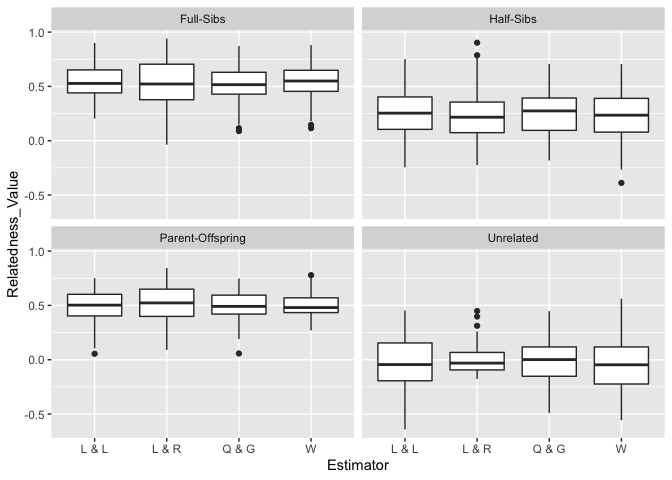 Full-Sibs
Half-Sibs
1.0
0.5
0.0
-0.5
Parent-Offspring
Unrelated
1.0
0.5
0.0
-0.5
Relatedness_Value
L & L
L & R
Q & G
W
L & L
L & R
Q & G
W
Estimator